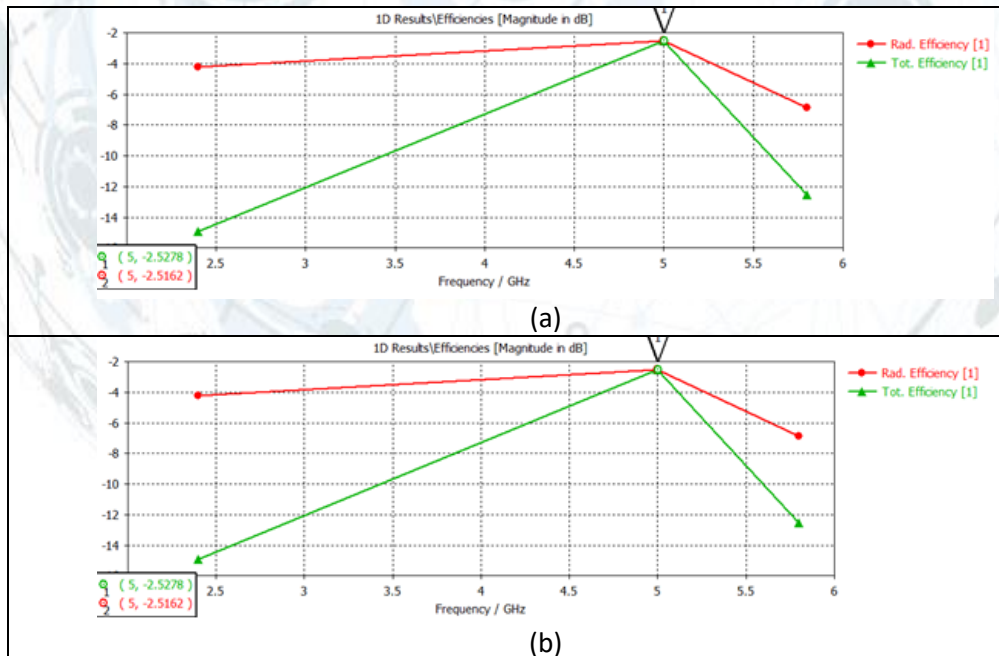 1D Results\Efficiencies [Magnitude in dB]
1
-2
-4
-6
-8
-10
-12
-14
Rad. Efficiency [1]
Tot. Efficiency [1]
1 ( 5, -2.5278 )
2 ( 5, -2.5162 )
2.5 3 3.5 4 4.5 5 5.5 6
Frequency / GHz
(a)
1D Results\Efficiencies [Magnitude in dB]
1
-2
-4
-6
-8
-10
-12
-14
Rad. Efficiency [1]
Tot. Efficiency [1]
1 ( 5, -2.5278 )
2 ( 5, -2.5162 )
2.5 3 3.5 4 4.5 5 5.5 6
Frequency / GHz
(b)